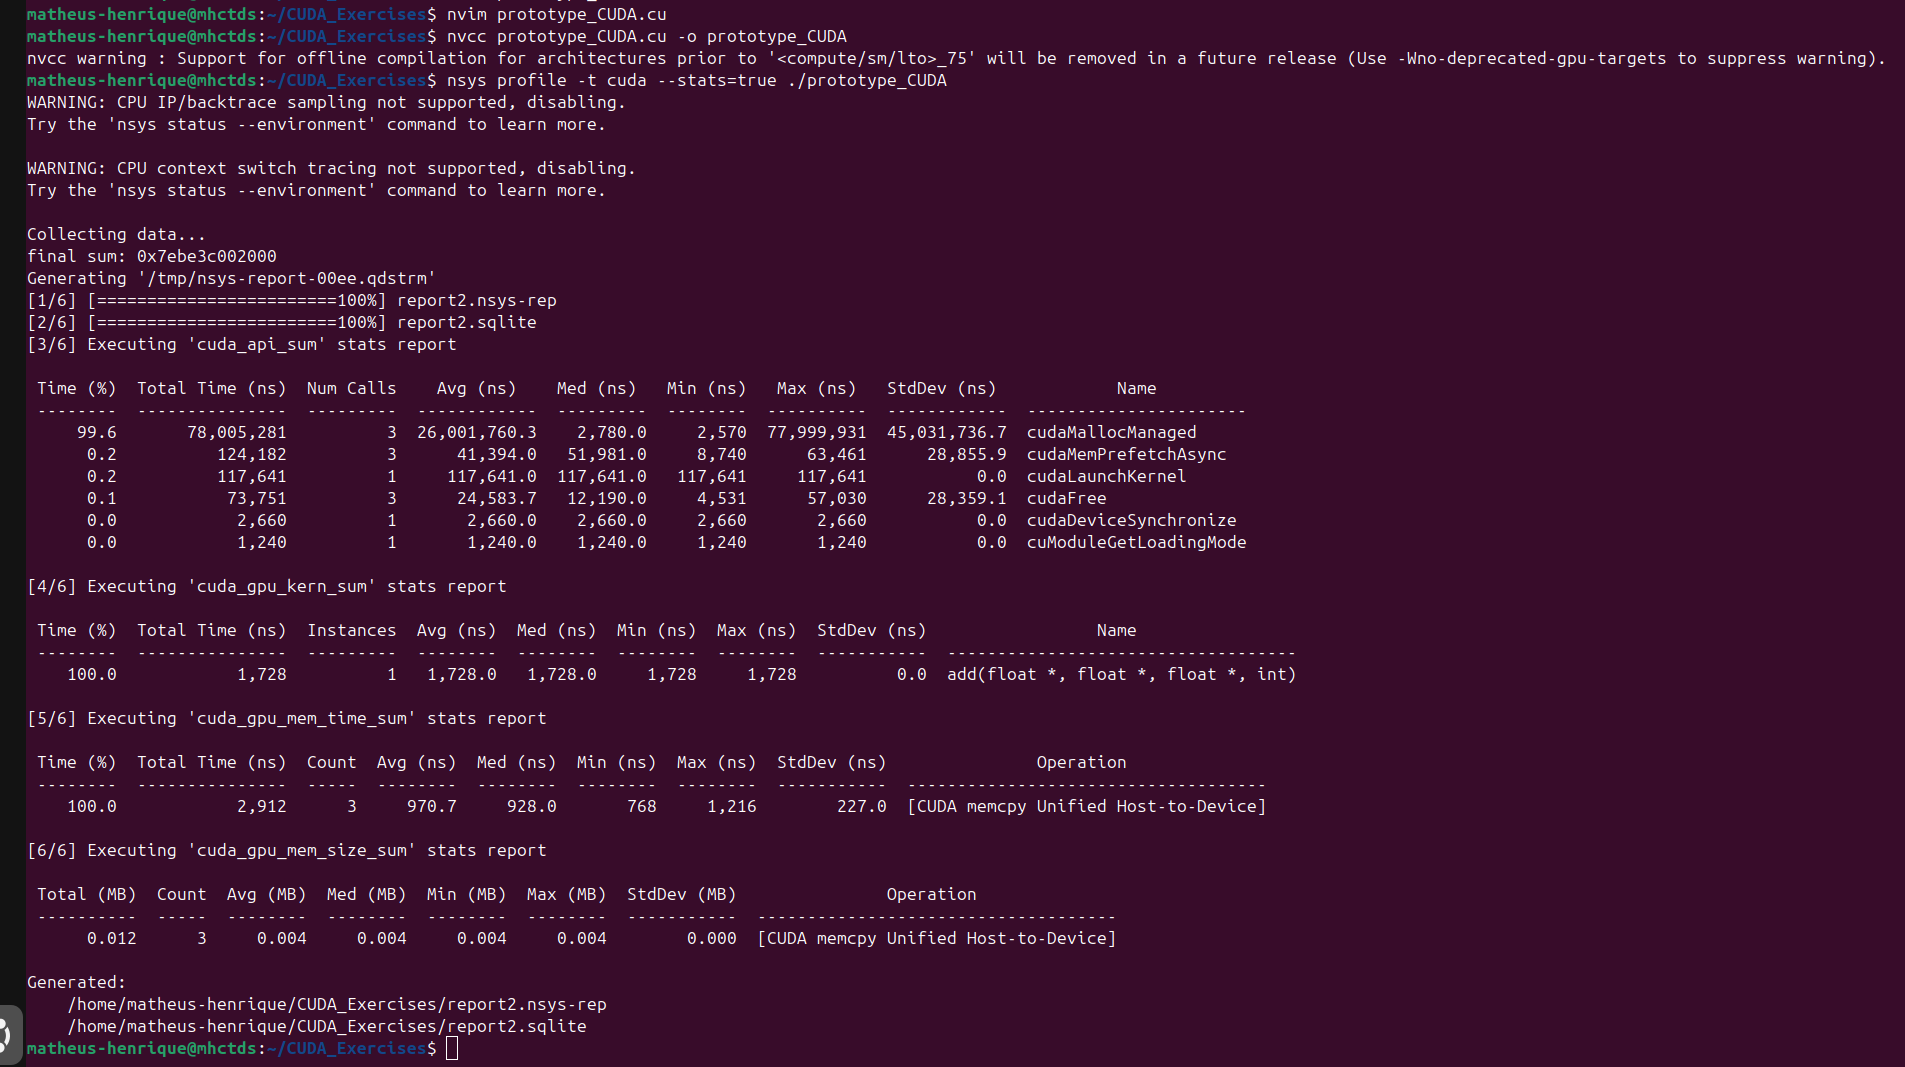 matheus-henrique@mhctds:~/CUDA_Exercises$ nvim prototype_CUDA.cu
matheus-henrique@mhctds:~/CUDA_Exercises$ nvcc prototype_CUDA.cu -o prototype_CUDA
nvcc warning : Support for offline compilation for architectures prior to '<compute/sm/lto>_75' will be removed in a future release (Use -Wno-deprecated-gpu-targets to suppress warning).
matheus-henrique@mhctds:~/CUDA_Exercises$ nsys profile -t cuda --stats=true ./prototype_CUDA
WARNING: CPU IP/backtrace sampling not supported, disabling.
Try the 'nsys status --environment' command to learn more.

WARNING: CPU context switch tracing not supported, disabling.
Try the 'nsys status --environment' command to learn more.

Collecting data...
final sum: 0x7ebe3c002000
Generating '/tmp/nsys-report-00ee.qdstrm'
[1/6] [========================100%] report2.nsys-rep
[2/6] [========================100%] report2.sqlite
[3/6] Executing 'cuda_api_sum' stats report

 Time (%)  Total Time (ns)  Num Calls    Avg (ns)    Med (ns)   Min (ns)   Max (ns)   StdDev (ns)            Name
 --------  ---------------  ---------  ------------  ---------  --------  ----------  ------------  ----------------------
     99.6       78,005,281          3  26,001,760.3    2,780.0     2,570  77,999,931  45,031,736.7  cudaMallocManaged
      0.2          124,182          3      41,394.0   51,981.0     8,740      63,461      28,855.9  cudaMemPrefetchAsync
      0.2          117,641          1     117,641.0  117,641.0   117,641     117,641           0.0  cudaLaunchKernel
      0.1           73,751          3      24,583.7   12,190.0     4,531      57,030      28,359.1  cudaFree
      0.0            2,660          1       2,660.0    2,660.0     2,660       2,660           0.0  cudaDeviceSynchronize
      0.0            1,240          1       1,240.0    1,240.0     1,240       1,240           0.0  cuModuleGetLoadingMode

[4/6] Executing 'cuda_gpu_kern_sum' stats report

 Time (%)  Total Time (ns)  Instances  Avg (ns)  Med (ns)  Min (ns)  Max (ns)  StdDev (ns)                 Name
 --------  ---------------  ---------  --------  --------  --------  --------  -----------  -----------------------------------
    100.0            1,728          1   1,728.0   1,728.0     1,728     1,728          0.0  add(float *, float *, float *, int)

[5/6] Executing 'cuda_gpu_mem_time_sum' stats report

 Time (%)  Total Time (ns)  Count  Avg (ns)  Med (ns)  Min (ns)  Max (ns)  StdDev (ns)               Operation
 --------  ---------------  -----  --------  --------  --------  --------  -----------  ------------------------------------
    100.0            2,912      3     970.7     928.0       768     1,216        227.0  [CUDA memcpy Unified Host-to-Device]

[6/6] Executing 'cuda_gpu_mem_size_sum' stats report

 Total (MB)  Count  Avg (MB)  Med (MB)  Min (MB)  Max (MB)  StdDev (MB)               Operation
 ----------  -----  --------  --------  --------  --------  -----------  ------------------------------------
      0.012      3     0.004     0.004     0.004     0.004        0.000  [CUDA memcpy Unified Host-to-Device]

Generated:
    /home/matheus-henrique/CUDA_Exercises/report2.nsys-rep
    /home/matheus-henrique/CUDA_Exercises/report2.sqlite
matheus-henrique@mhctds:~/CUDA_Exercises$